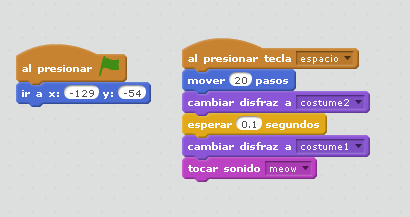 al presionar
ir a x: -129 y: -54
al presionar tecla espacio
mover 20 pasos
cambiar disfraz a costume2
esperar 0.1 segundos
cambiar disfraz a costume1
tocar sonido meow